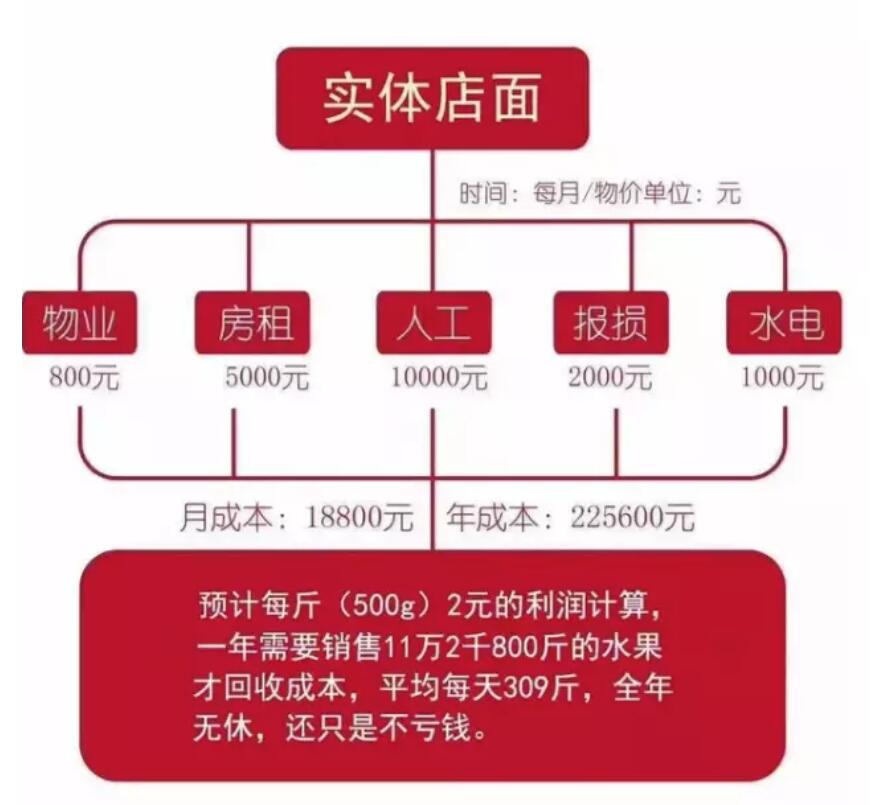 实体店面
时间：每月/物价单位：元
物业 房租 人工 报损 水电
800元 5000元 10000元 2000元 1000元
月成本：18800元 年成本：225600元
预计每斤（500g）2元的利润计算，
一年需要销售11万2千800斤的水果
才回收成本，平均每天309斤，全年
无休，还只是不亏钱。